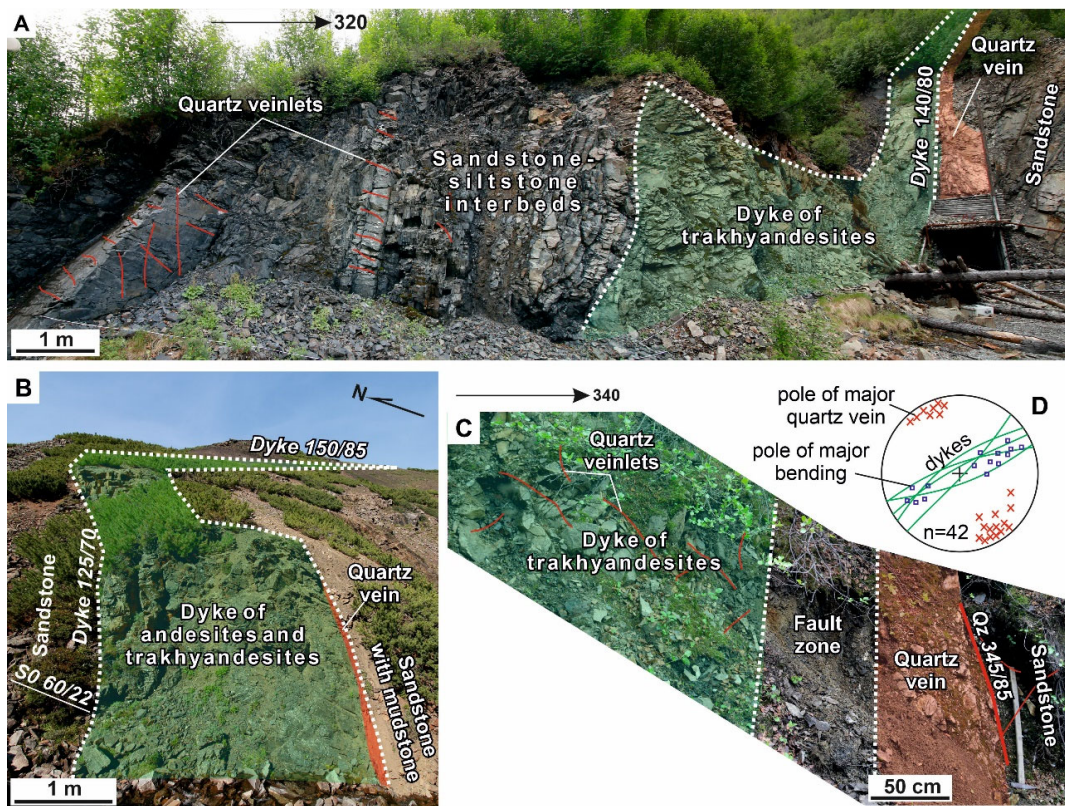 A
320
Quartz veinlets
Sandstone-
siltstone
interbeds
Dyke of
trakhyandesites
Dyke 140/80
Quartz
vein
Sandstone
1 m
B
N
Dyke 150/85
Sandstone
Dyke 125/70
S0 60/22
Dyke of
andesites and
trakhyandesites
Quartz
vein
Sandstone
with mudstone
1 m
340
C
Quartz
veinlets
Dyke of
trakhyandesites
Fault
zone
Quartz
vein
Qz 345/85
Sandstone
50 cm
D
pole of major
quartz vein
pole of major
bending
dykes
n=42